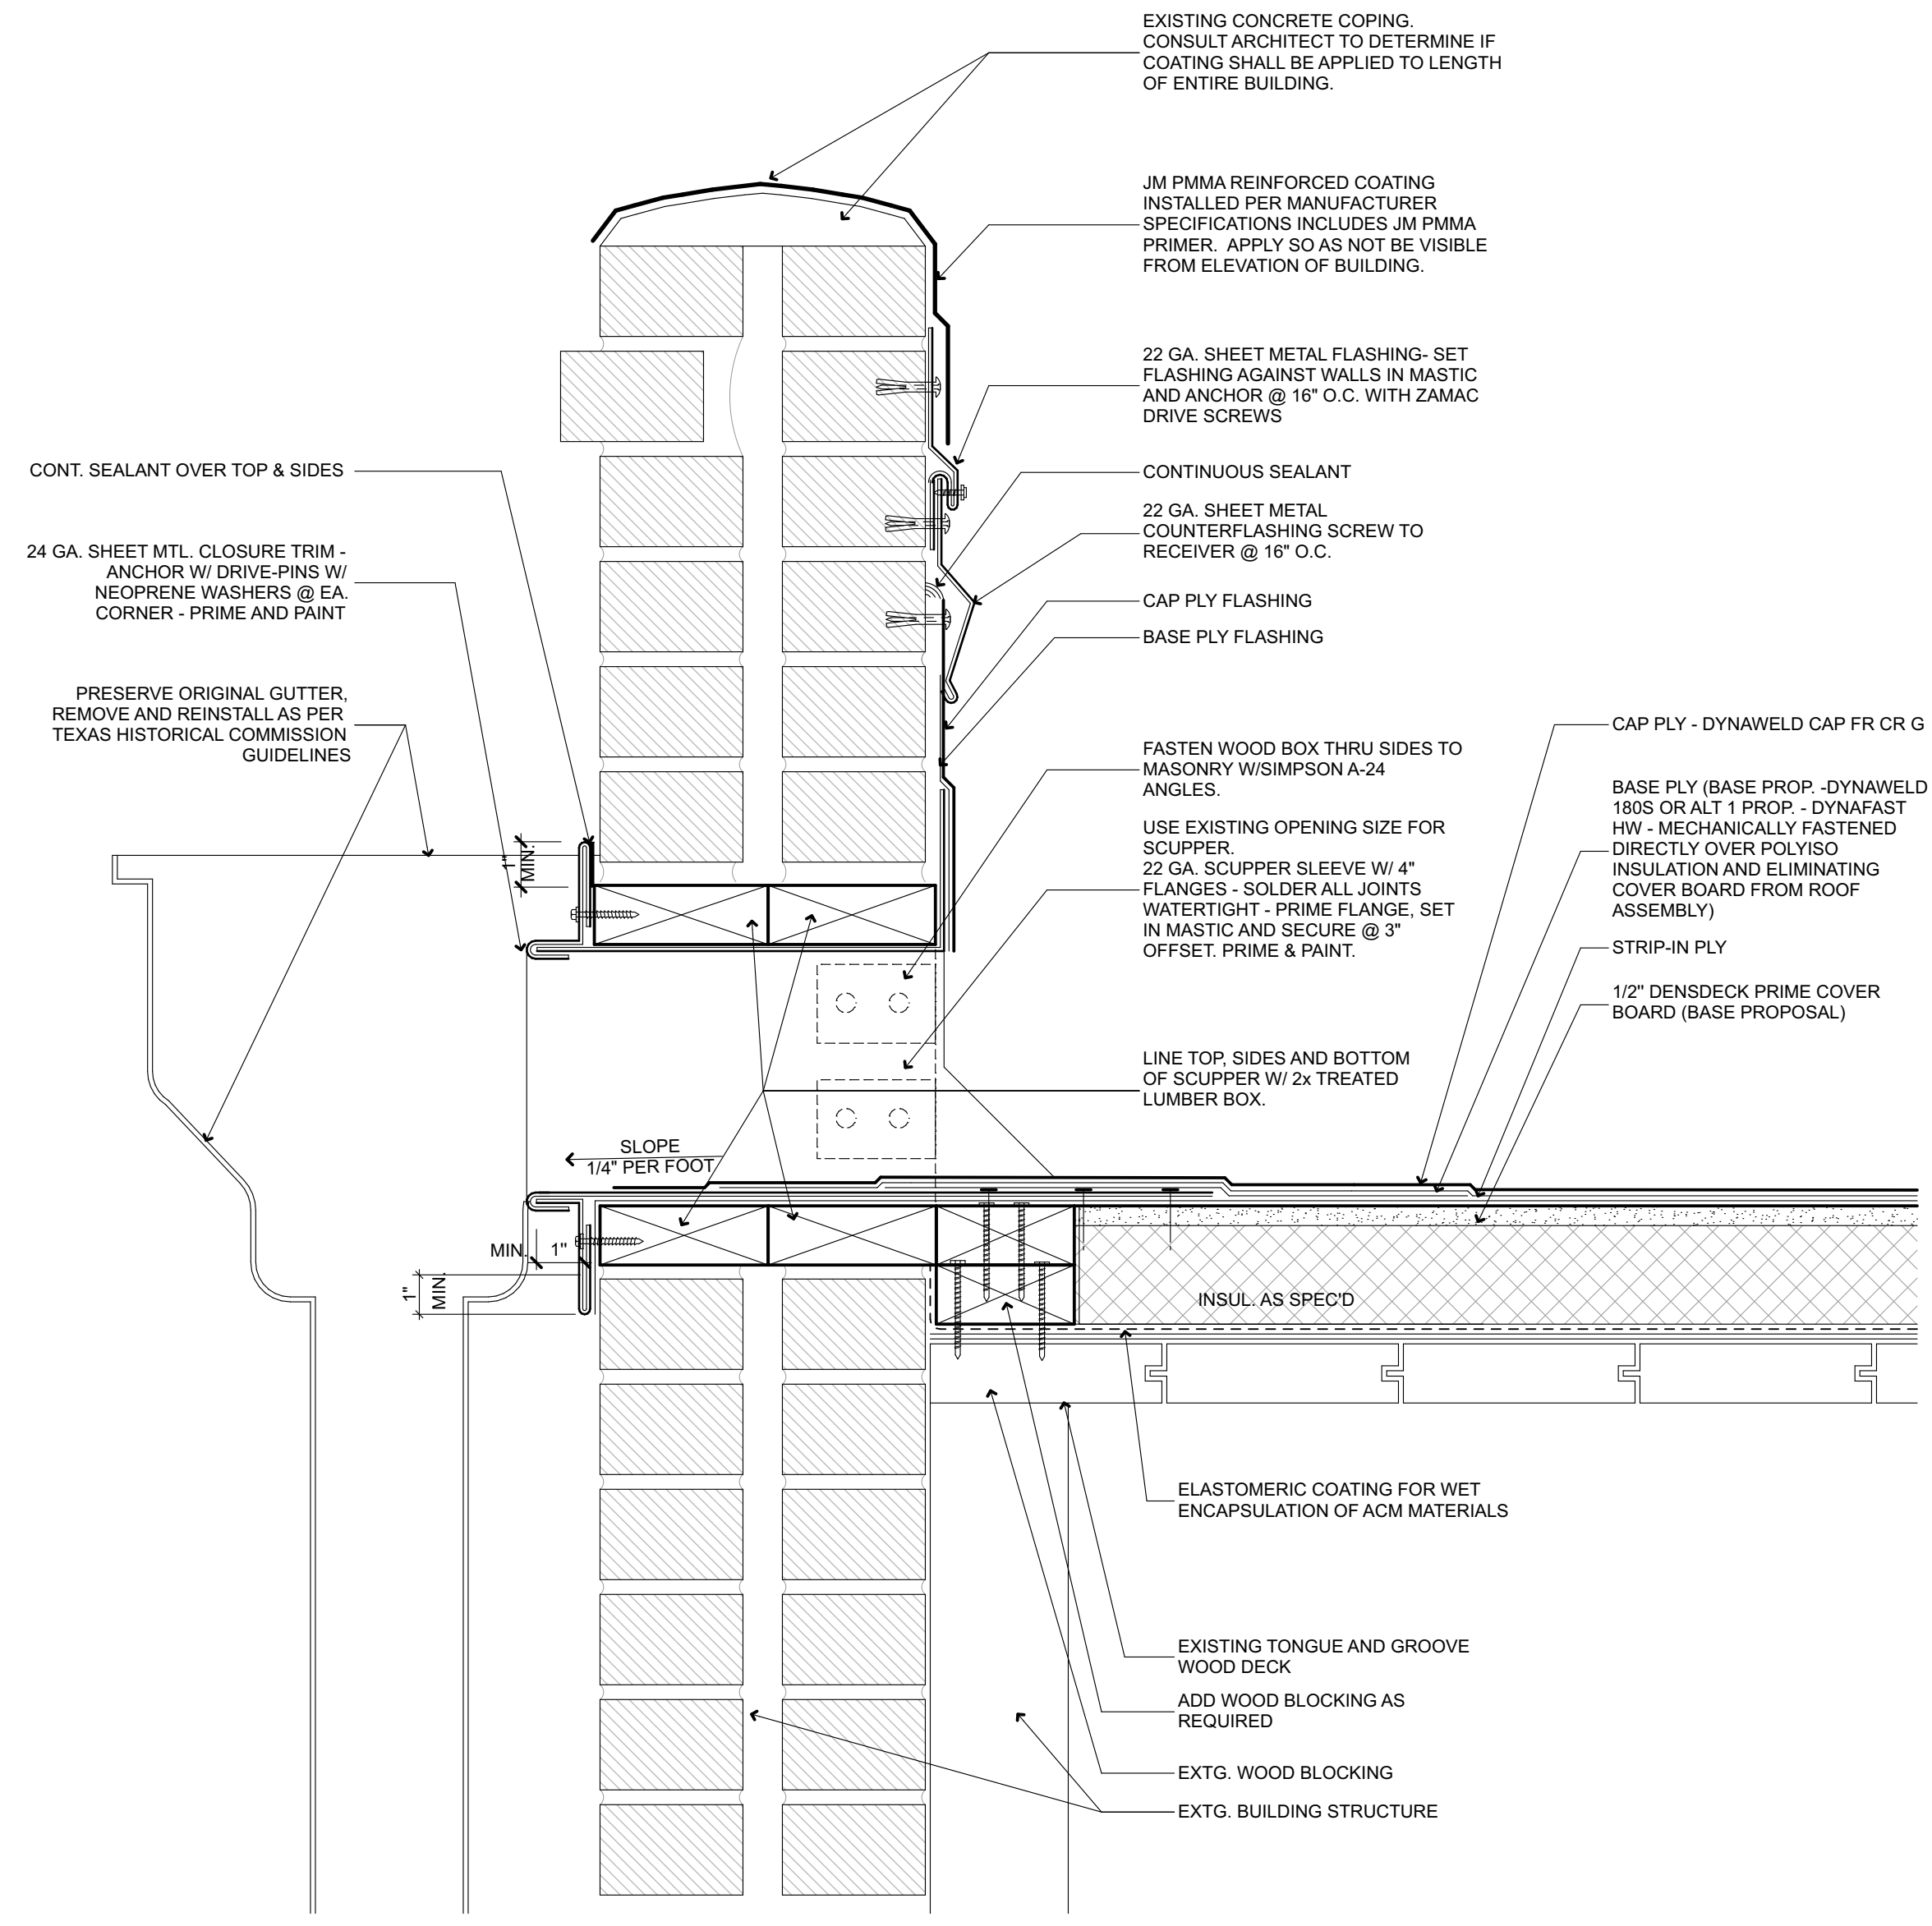 EXISTING CONCRETE COPING.
CONSULT ARCHITECT TO DETERMINE IF
COATING SHALL BE APPLIED TO LENGTH
OF ENTIRE BUILDING.
JM PMMA REINFORCED COATING
INSTALLED PER MANUFACTURER
SPECIFICATIONS INCLUDES JM PMMA
PRIMER. APPLY SO AS NOT BE VISIBLE
FROM ELEVATION OF BUILDING.
22 GA. SHEET METAL FLASHING- SET
FLASHING AGAINST WALLS IN MASTIC
AND ANCHOR @ 16" O.C. WITH ZAMAC
DRIVE SCREWS
CONTINUOUS SEALANT
22 GA. SHEET METAL
COUNTERFLASHING SCREW TO
RECEIVER @ 16" O.C.
CAP PLY FLASHING
BASE PLY FLASHING
FASTEN WOOD BOX THRU SIDES TO
MASONRY W/SIMPSON A-24
ANGLES.
USE EXISTING OPENING SIZE FOR
SCUPPER.
22 GA. SCUPPER SLEEVE W/ 4"
FLANGES - SOLDER ALL JOINTS
WATERTIGHT - PRIME FLANGE, SET
IN MASTIC AND SECURE @ 3"
OFFSET. PRIME & PAINT.
LINE TOP, SIDES AND BOTTOM
OF SCUPPER W/ 2x TREATED
LUMBER BOX.
CONT. SEALANT OVER TOP & SIDES
24 GA. SHEET MTL. CLOSURE TRIM -
ANCHOR W/ DRIVE-PINS W/
NEOPRENE WASHERS @ EA.
CORNER - PRIME AND PAINT
PRESERVE ORIGINAL GUTTER,
REMOVE AND REINSTALL AS PER
TEXAS HISTORICAL COMMISSION
GUIDELINES
1"
MIN.
SLOPE
1/4" PER FOOT
MIN.
1"
1"
MIN.
CAP PLY - DYNAWELD CAP FR CR G
BASE PLY (BASE PROP. -DYNAWELD
180S OR ALT 1 PROP. - DYNAFAST
HW - MECHANICALLY FASTENED
DIRECTLY OVER POLYISO
INSULATION AND ELIMINATING
COVER BOARD FROM ROOF
ASSEMBLY)
STRIP-IN PLY
1/2" DENSDECK PRIME COVER
BOARD (BASE PROPOSAL)
INSUL. AS SPEC'D
ELASTOMERIC COATING FOR WET
ENCAPSULATION OF ACM MATERIALS
EXISTING TONGUE AND GROOVE
WOOD DECK
ADD WOOD BLOCKING AS
REQUIRED
EXTG. WOOD BLOCKING
EXTG. BUILDING STRUCTURE